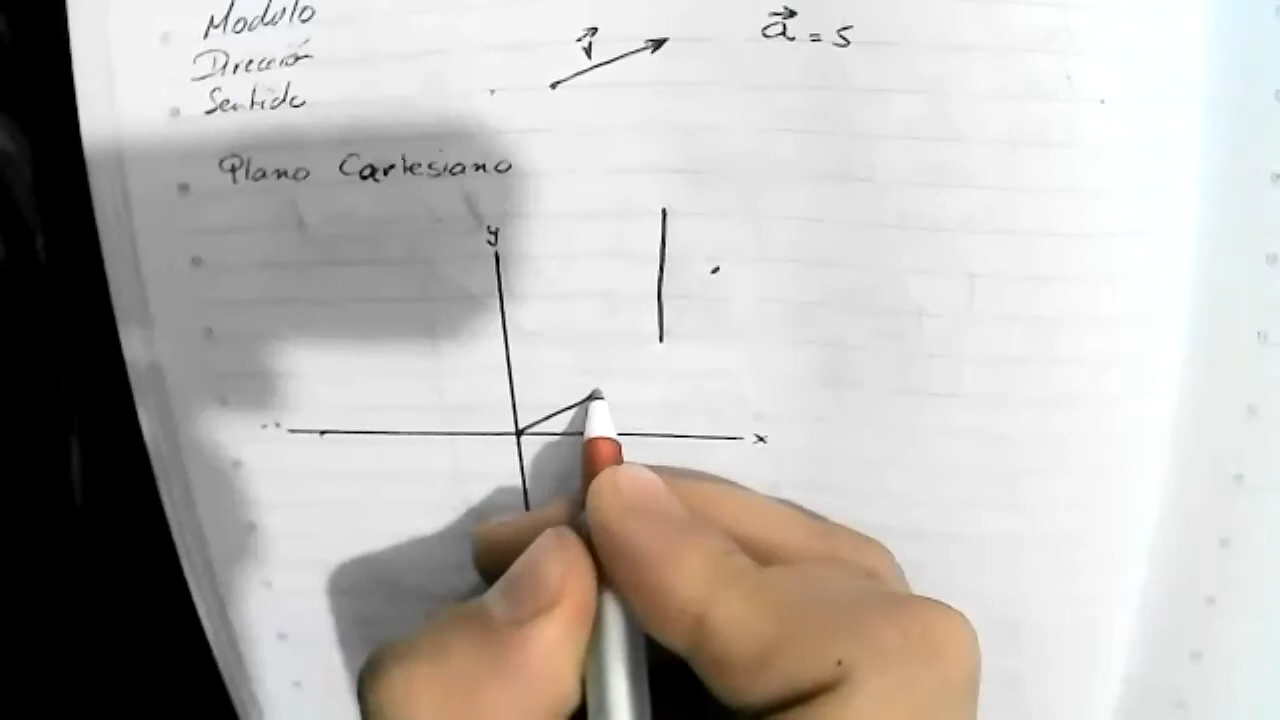 Modulo
Dirección
Sentido
v⃗
a⃗ = 5
Plano Cartesiano
y
x